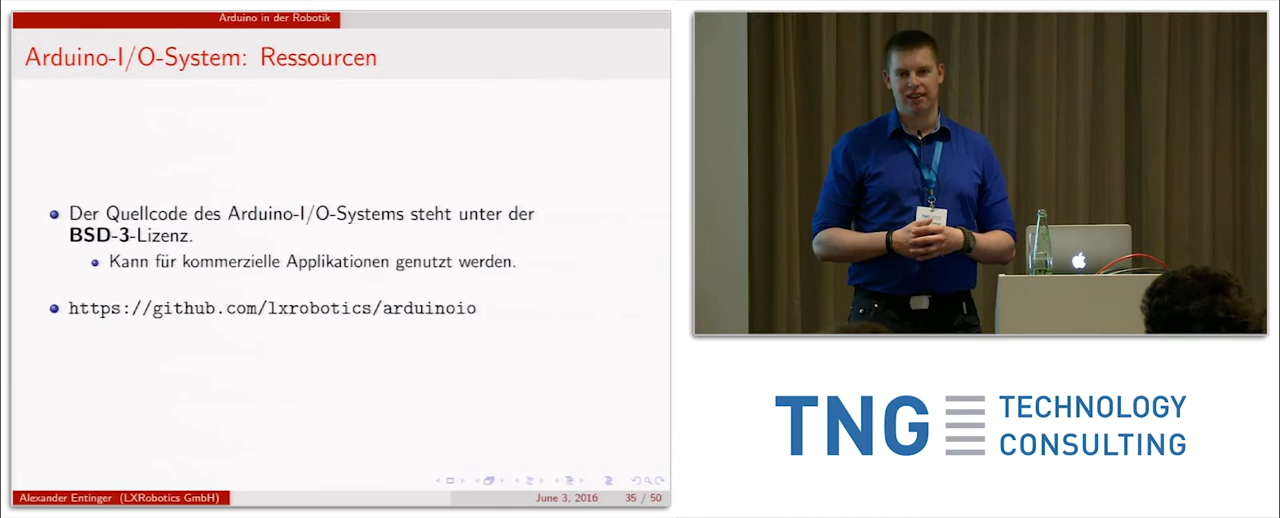 Arduino in der Robotik
Arduino-I/O-System: Ressourcen
Der Quellcode des Arduino-I/O-Systems steht unter der
BSD-3-Lizenz.
Kann für kommerzielle Applikationen genutzt werden.
https://github.com/lxrobotics/arduinoio
Alexander Entinger (LXRobotics GmbH)
June 3, 2016
35 / 50
TNG TECHNOLOGY
CONSULTING